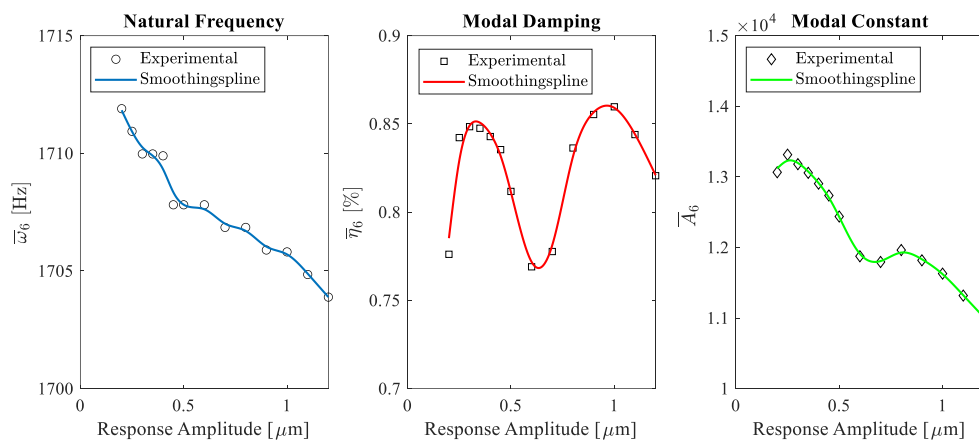 Natural Frequency
1715
1710
1705
1700
0.5
1
ω̅₆ [Hz]
Response Amplitude [μm]
Experimental
Smoothingspline
Modal Damping
0.9
0.85
0.8
0.75
0.7
0.5
1
η̅₆ [%]
Response Amplitude [μm]
Experimental
Smoothingspline
Modal Constant
×10⁴
1.5
1.4
1.3
1.2
1.1
1
0
0.5
1
A̅₆
Response Amplitude [μm]
Experimental
Smoothingspline